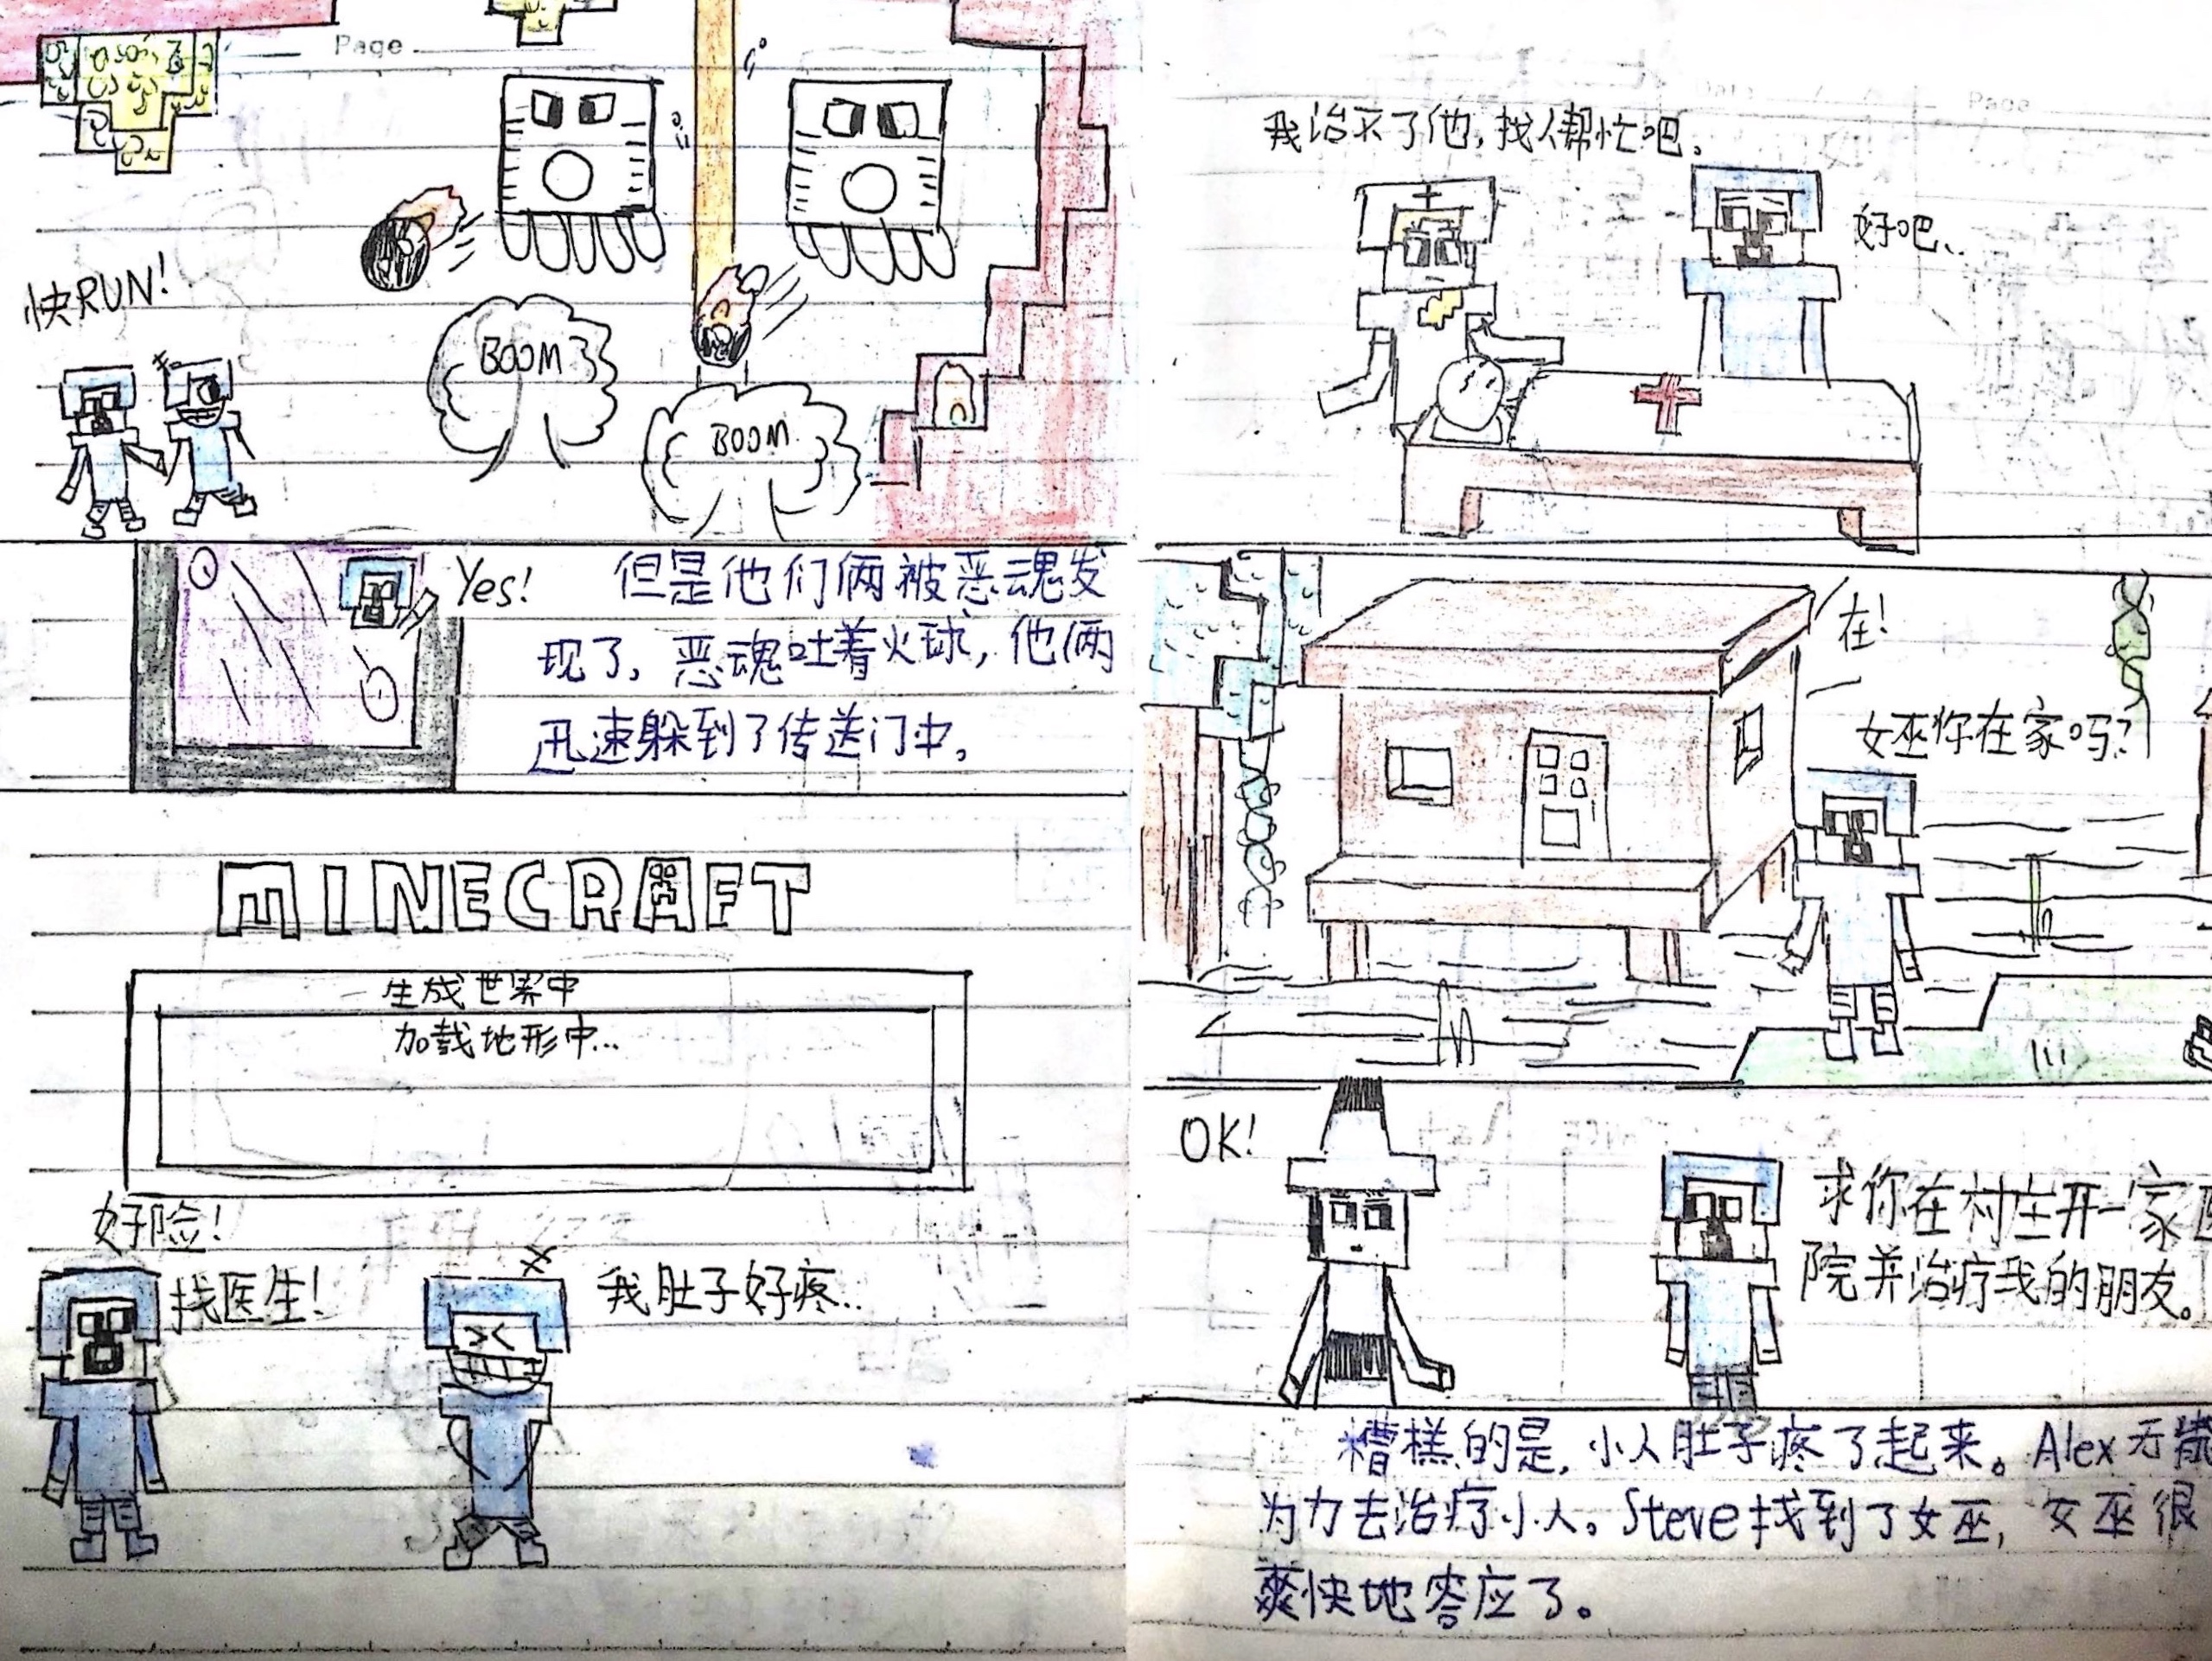 Page
快RUN!
BOOM
BOOM
Yes!
但是他们俩被恶魂发
现了,恶魂吐着火球,他俩
迅速躲到了传送门中。
MINECRAFT
生成世界中
加载地形中...
好险!
找医生!
我肚子好疼...
Page
我治不了他,找人帮忙吧。
好吧..
在!
女巫你在家吗?
OK!
求你在村庄开一家医
院并治疗我的朋友。
糟糕的是,小人肚子疼了起来。Alex无能
为力去治疗小人。Steve找到了女巫,女巫很
爽快地答应了。